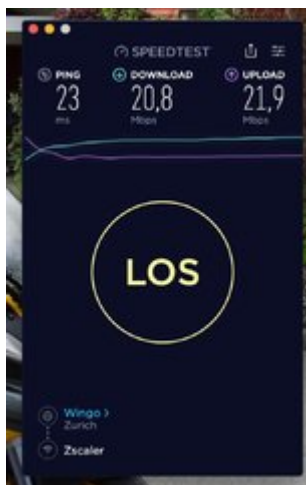 SPEEDTEST
PING DOWNLOAD UPLOAD
23 20,8 21,9
ms Mbps Mbps
LOS
Wingo >
Zurich
Zscaler